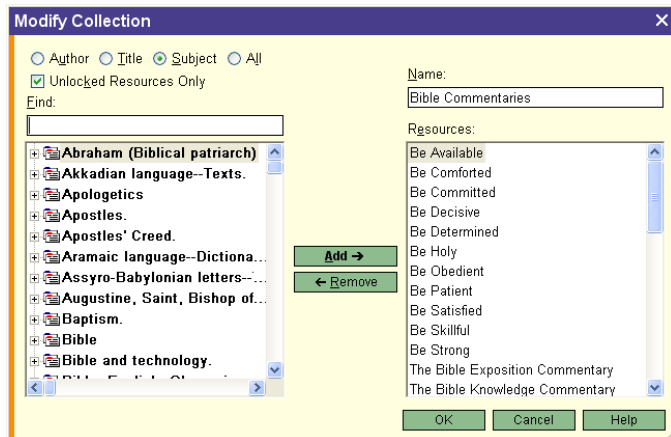 Modify Collection
Author Title Subject All
Unlocked Resources Only
Find:
Abraham (Biblical patriarch)
Akkadian language--Texts.
Apologetics
Apostles.
Apostles' Creed.
Aramaic language--Dictiona...
Assyro-Babylonian letters--...
Augustine, Saint, Bishop of...
Baptism.
Bible
Bible and technology.
Add →
← Remove
Name:
Bible Commentaries
Resources:
Be Available
Be Comforted
Be Committed
Be Decisive
Be Determined
Be Holy
Be Obedient
Be Patient
Be Satisfied
Be Skillful
Be Strong
The Bible Exposition Commentary
The Bible Knowledge Commentary
OK Cancel Help